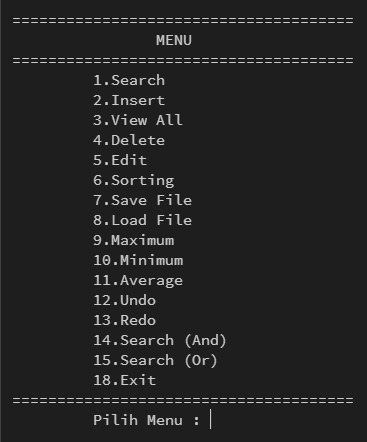 ======================================
MENU
======================================
1.Search
2.Insert
3.View All
4.Delete
5.Edit
6.Sorting
7.Save File
8.Load File
9.Maximum
10.Minimum
11.Average
12.Undo
13.Redo
14.Search (And)
15.Search (Or)
18.Exit
======================================
Pilih Menu :